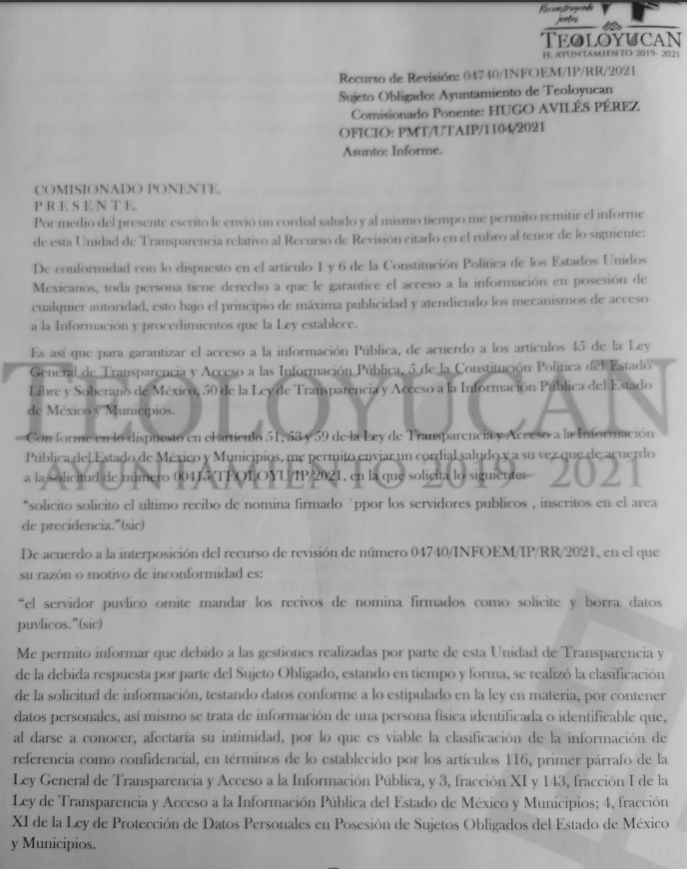 Reconstruyendo
juntos
TEOLOYUCAN
H. AYUNTAMIENTO 2019- 2021
Recurso de Revisión: 04740/INFOEM/IP/RR/2021
Sujeto Obligado: Ayuntamiento de Teoloyucan
Comisionado Ponente: HUGO AVILÉS PÉREZ
OFICIO: PMT/UTAIP/1104/2021
Asunto: Informe.
COMISIONADO PONENTE.
P R E S E N T E.
Por medio del presente escrito le envió un cordial saludo y al mismo tiempo me permito remitir el informe
de esta Unidad de Transparencia relativo al Recurso de Revisión citado en el rubro al tenor de lo siguiente:
De conformidad con lo dispuesto en el artículo 1 y 6 de la Constitución Política de los Estados Unidos
Mexicanos, toda persona tiene derecho a que le garantice el acceso a la información en posesión de
cualquier autoridad, esto bajo el principio de máxima publicidad y atendiendo los mecanismos de acceso
a la Información y procedimientos que la Ley establece.
Es así que para garantizar el acceso a la información Pública, de acuerdo a los artículos 45 de la Ley
General de Transparencia y Acceso a las Información Pública, 5 de la Constitución Política del Estado
Libre y Soberano de México, 50 de la Ley de Transparencia y Acceso a la Información Pública del Estado
de México y Municipios.
TEOLOYUCAN
Con forme en lo dispuesto en el artículo 51, 53 y 59 de la Ley de Transparencia y Acceso a la Información
Pública del Estado de México y Municipios, me permito enviar un cordial saludo y a su vez que de acuerdo
a la solicitud de número 00415/TEOLOYU/IP/2021, en la que solicita lo siguiente:
AYUNTAMIENTO 2019 - 2021
“solicito solicito el ultimo recibo de nomina firmado ´ppor los servidores publicos , inscritos en el area
de precidencia.”(sic)
De acuerdo a la interposición del recurso de revisión de número 04740/INFOEM/IP/RR/2021, en el que
su razón o motivo de inconformidad es:
“el servidor puvlico omite mandar los recivos de nomina firmados como solicite y borra datos
puvlicos.”(sic)
Me permito informar que debido a las gestiones realizadas por parte de esta Unidad de Transparencia y
de la debida respuesta por parte del Sujeto Obligado, estando en tiempo y forma, se realizó la clasificación
de la solicitud de información, testando datos conforme a lo estipulado en la ley en materia, por contener
datos personales, así mismo se trata de información de una persona física identificada o identificable que,
al darse a conocer, afectaría su intimidad, por lo que es viable la clasificación de la información de
referencia como confidencial, en términos de lo establecido por los artículos 116, primer párrafo de la
Ley General de Transparencia y Acceso a la Información Pública, y 3, fracción XI y 143, fracción I de la
Ley de Transparencia y Acceso a la Información Pública del Estado de México y Municipios; 4, fracción
XI de la Ley de Protección de Datos Personales en Posesión de Sujetos Obligados del Estado de México
y Municipios.